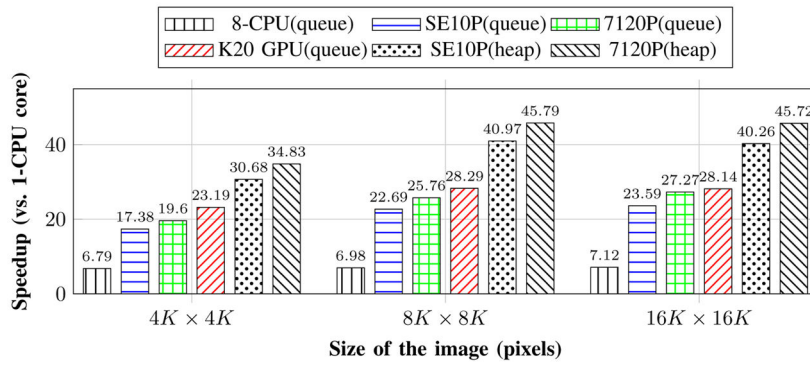 8-CPU(queue) SE10P(queue) 7120P(queue)
K20 GPU(queue) SE10P(heap) 7120P(heap)
Speedup (vs. 1-CPU core)
40
20
0
6.79 17.38 19.6 23.19 30.68 34.83
6.98 22.69 25.76 28.29 40.97 45.79
7.12 23.59 27.27 28.14 40.26 45.72
4K × 4K 8K × 8K 16K × 16K
Size of the image (pixels)